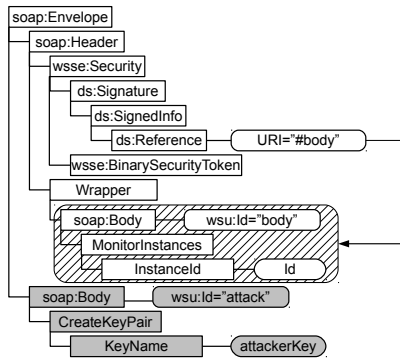 soap:Envelope
soap:Header
wsse:Security
ds:Signature
ds:SignedInfo
ds:Reference URI="#body"
wsse:BinarySecurityToken
Wrapper
soap:Body wsu:Id="body"
MonitorInstances
InstanceId Id
soap:Body wsu:Id="attack"
CreateKeyPair
KeyName attackerKey